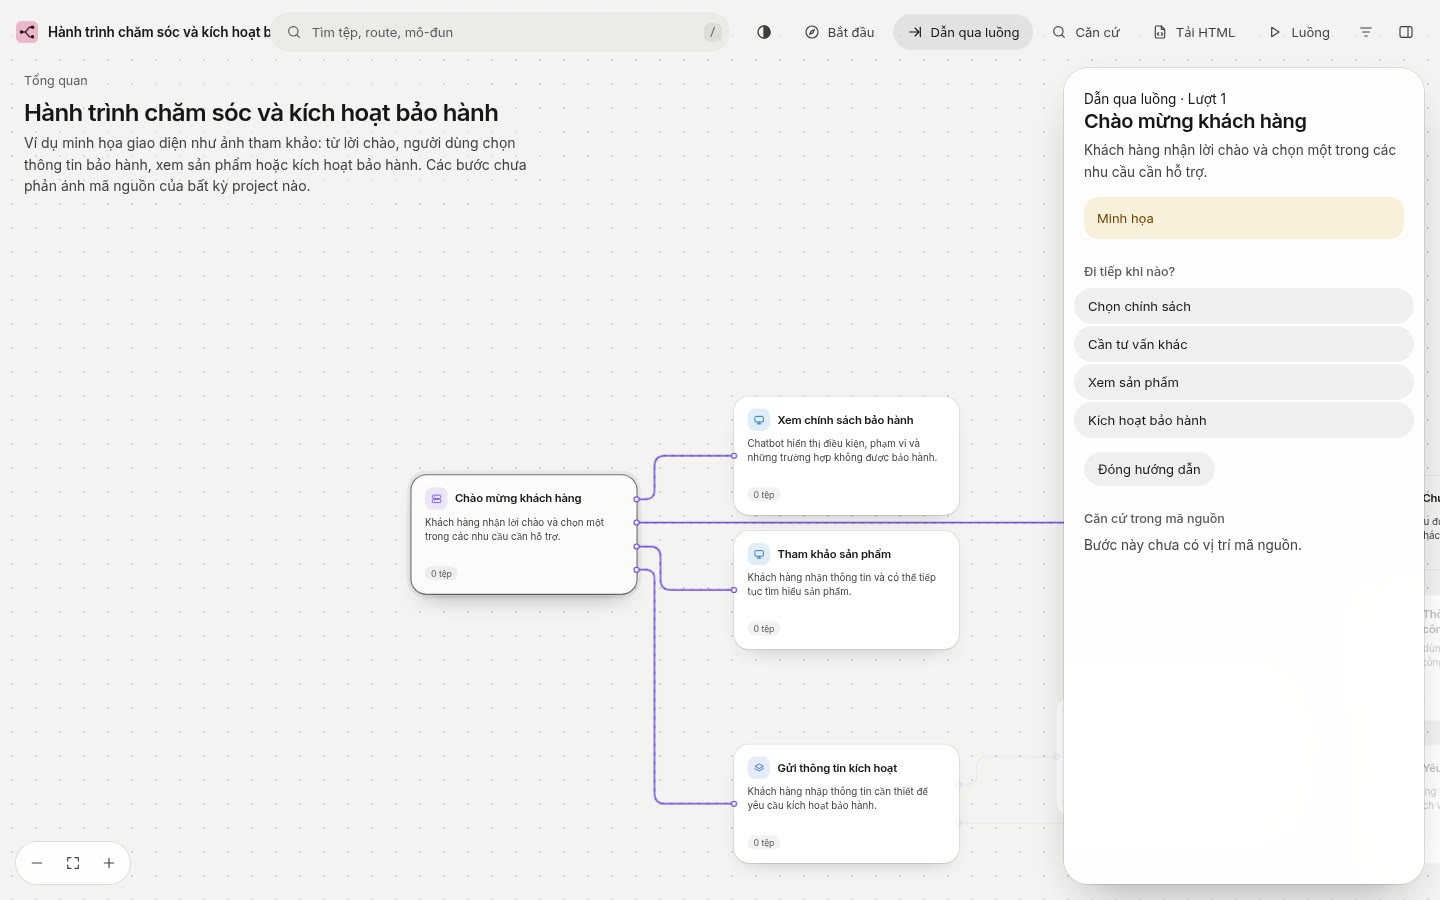 Hành trình chăm sóc và kích hoạt b
Tìm tệp, route, mô-đun
/
Bắt đầu
Dẫn qua luồng
Căn cứ
Tải HTML
Luồng
Tổng quan
Hành trình chăm sóc và kích hoạt bảo hành
Ví dụ minh họa giao diện như ảnh tham khảo: từ lời chào, người dùng chọn
thông tin bảo hành, xem sản phẩm hoặc kích hoạt bảo hành. Các bước chưa
phản ánh mã nguồn của bất kỳ project nào.
Chào mừng khách hàng
Khách hàng nhận lời chào và chọn một
trong các nhu cầu cần hỗ trợ.
0 tệp
Xem chính sách bảo hành
Chatbot hiển thị điều kiện, phạm vi và
những trường hợp không được bảo hành.
0 tệp
Tham khảo sản phẩm
Khách hàng nhận thông tin và có thể tiếp
tục tìm hiểu sản phẩm.
0 tệp
Gửi thông tin kích hoạt
Khách hàng nhập thông tin cần thiết để
yêu cầu kích hoạt bảo hành.
0 tệp
Dẫn qua luồng · Lượt 1
Chào mừng khách hàng
Khách hàng nhận lời chào và chọn một trong các
nhu cầu cần hỗ trợ.
Minh họa
Đi tiếp khi nào?
Chọn chính sách
Cần tư vấn khác
Xem sản phẩm
Kích hoạt bảo hành
Đóng hướng dẫn
Căn cứ trong mã nguồn
Bước này chưa có vị trí mã nguồn.